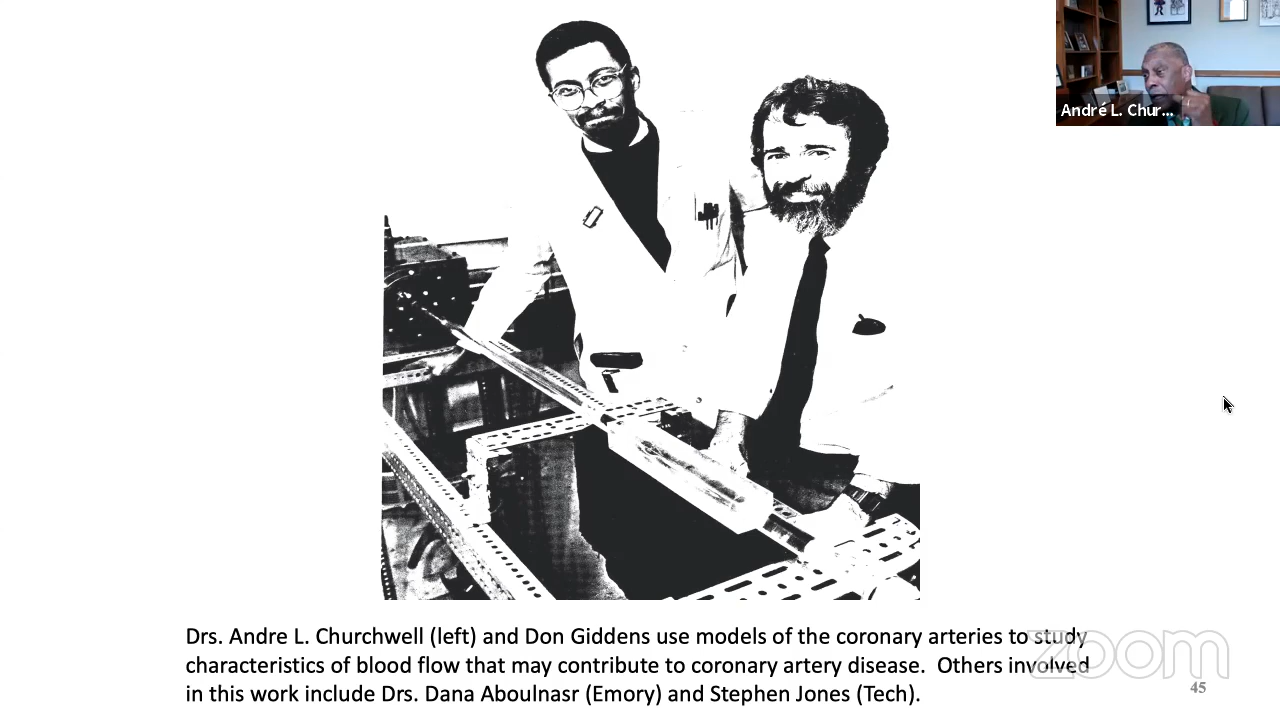 André L. Chur...
Drs. Andre L. Churchwell (left) and Don Giddens use models of the coronary arteries to study
characteristics of blood flow that may contribute to coronary artery disease.  Others involved
in this work include Drs. Dana Aboulnasr (Emory) and Stephen Jones (Tech).
zoom
45